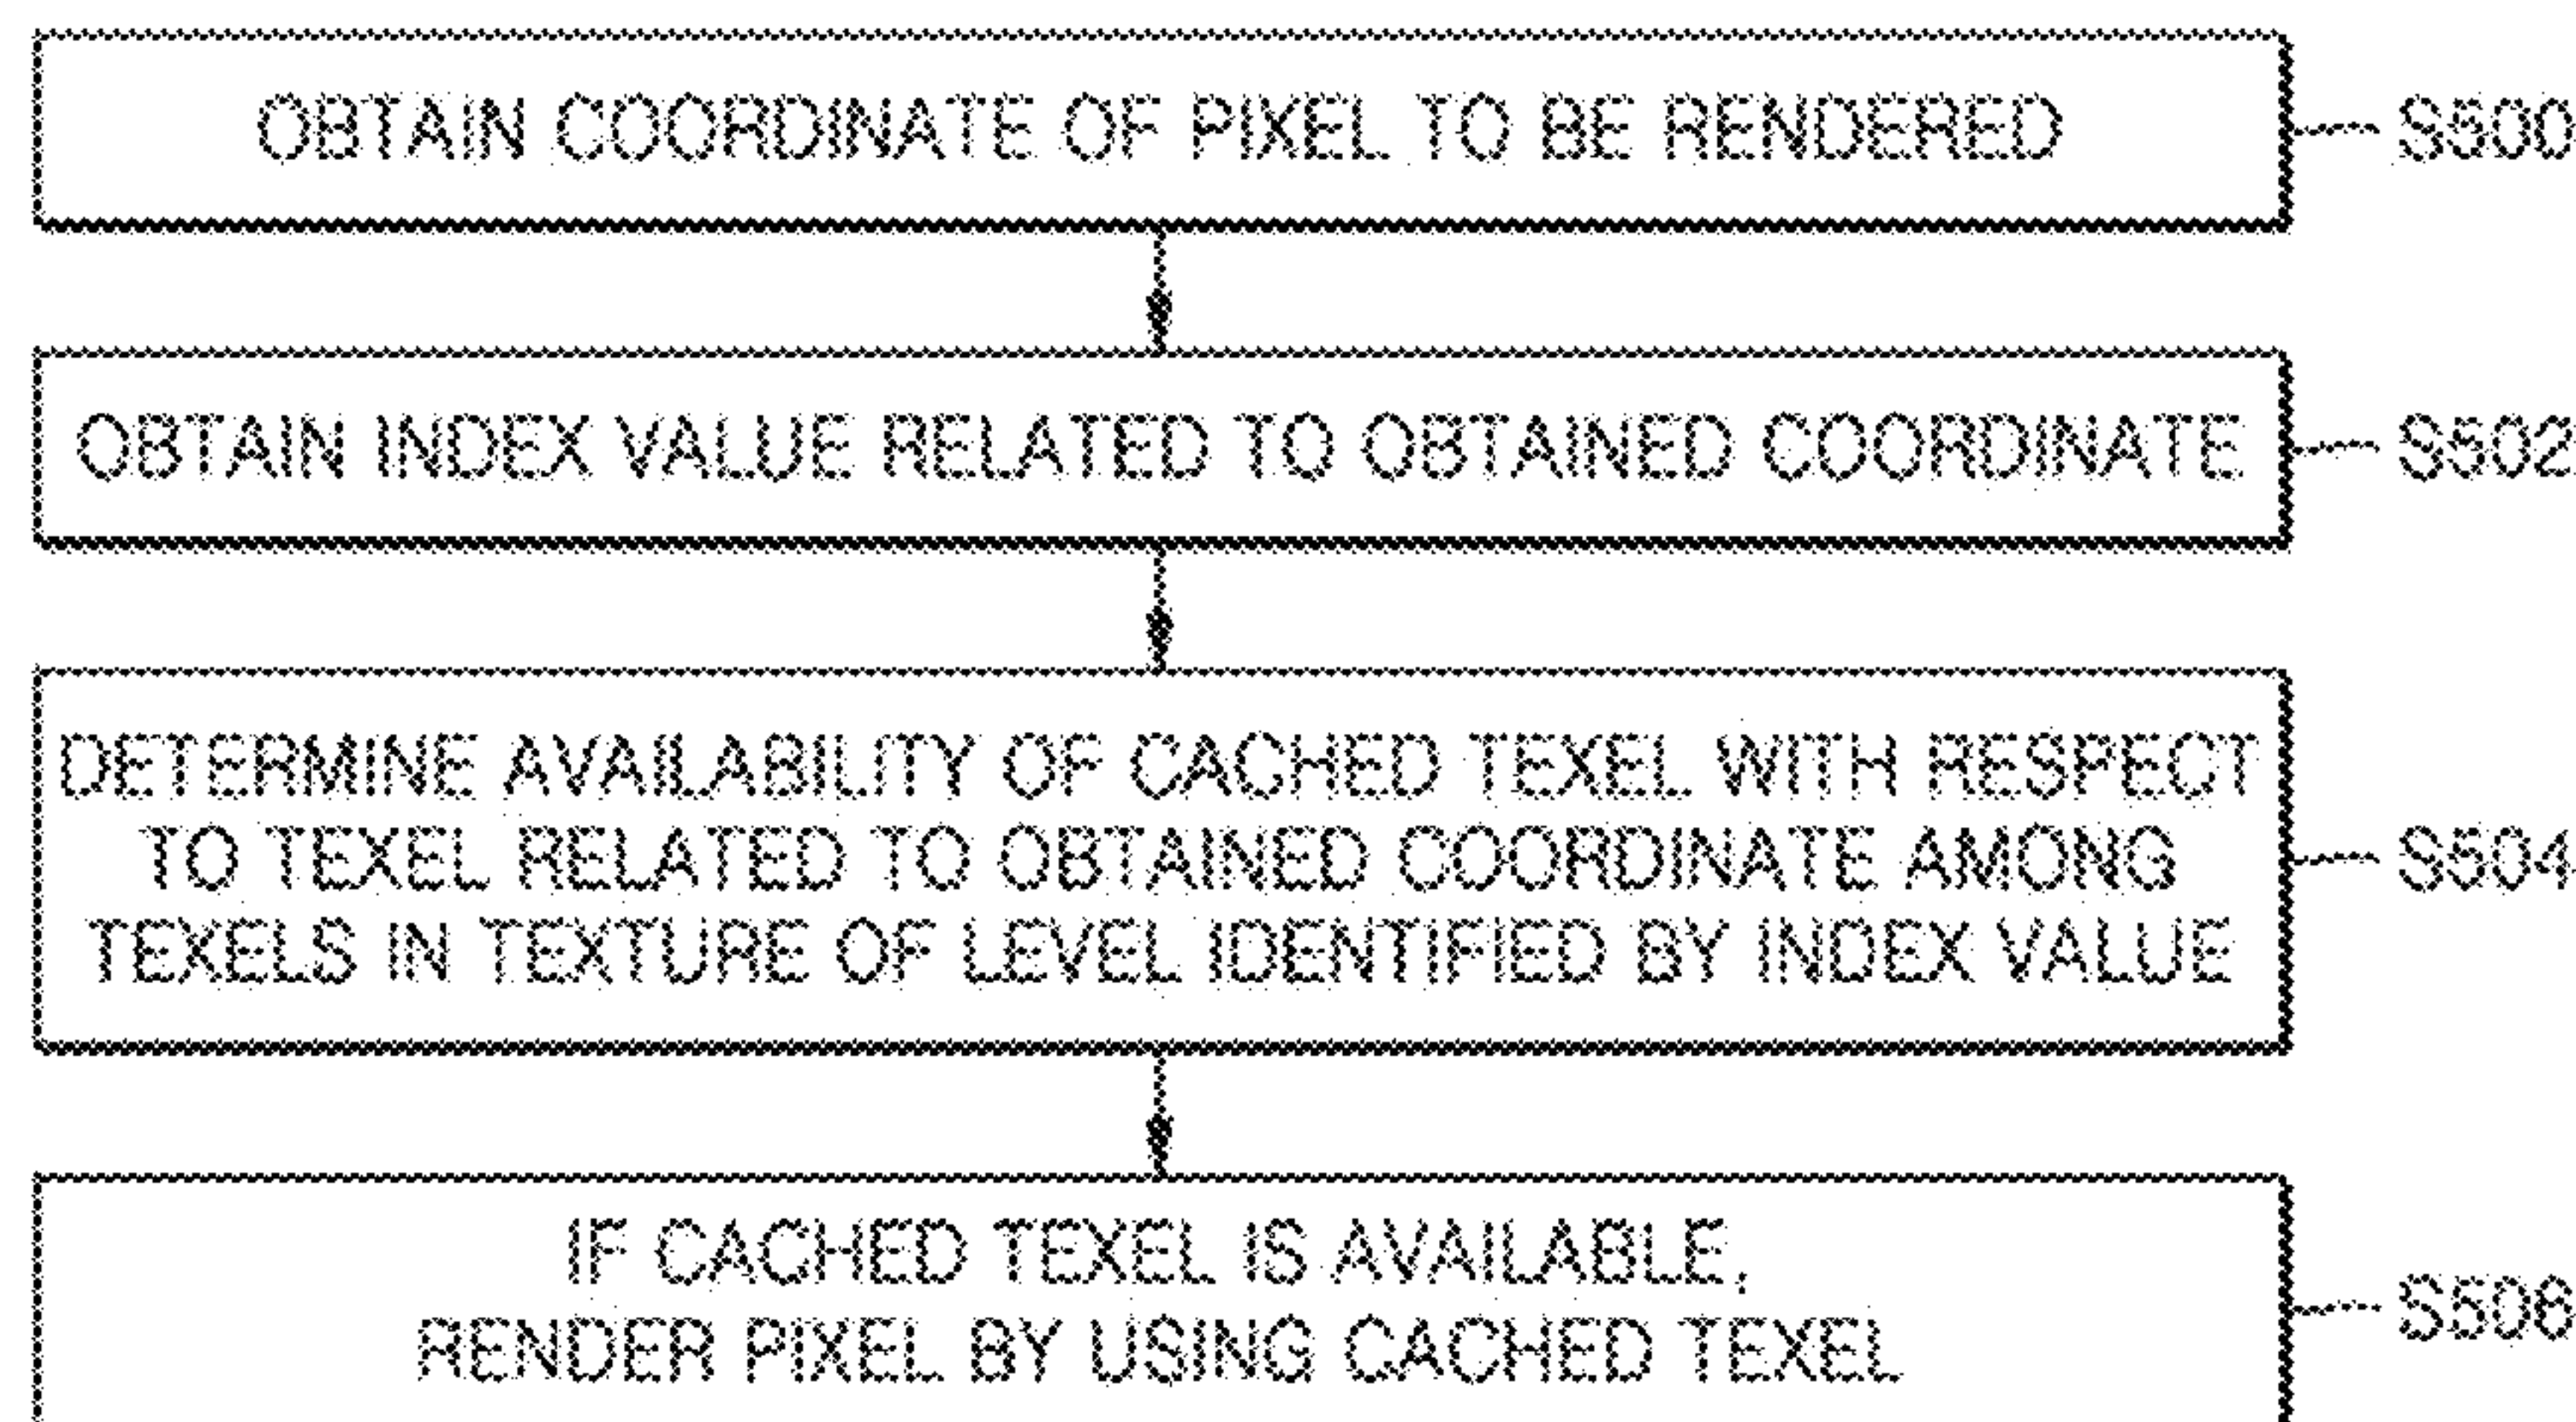 OBTAIN COORDINATE OF PIXEL TO BE RENDERED
S500
OBTAIN INDEX VALUE RELATED TO OBTAINED COORDINATE
S502
DETERMINE AVAILABILITY OF CACHED TEXEL WITH RESPECT
TO TEXEL RELATED TO OBTAINED COORDINATE AMONG
TEXELS IN TEXTURE OF LEVEL IDENTIFIED BY INDEX VALUE
S504
IF CACHED TEXEL IS AVAILABLE,
RENDER PIXEL BY USING CACHED TEXEL
S506